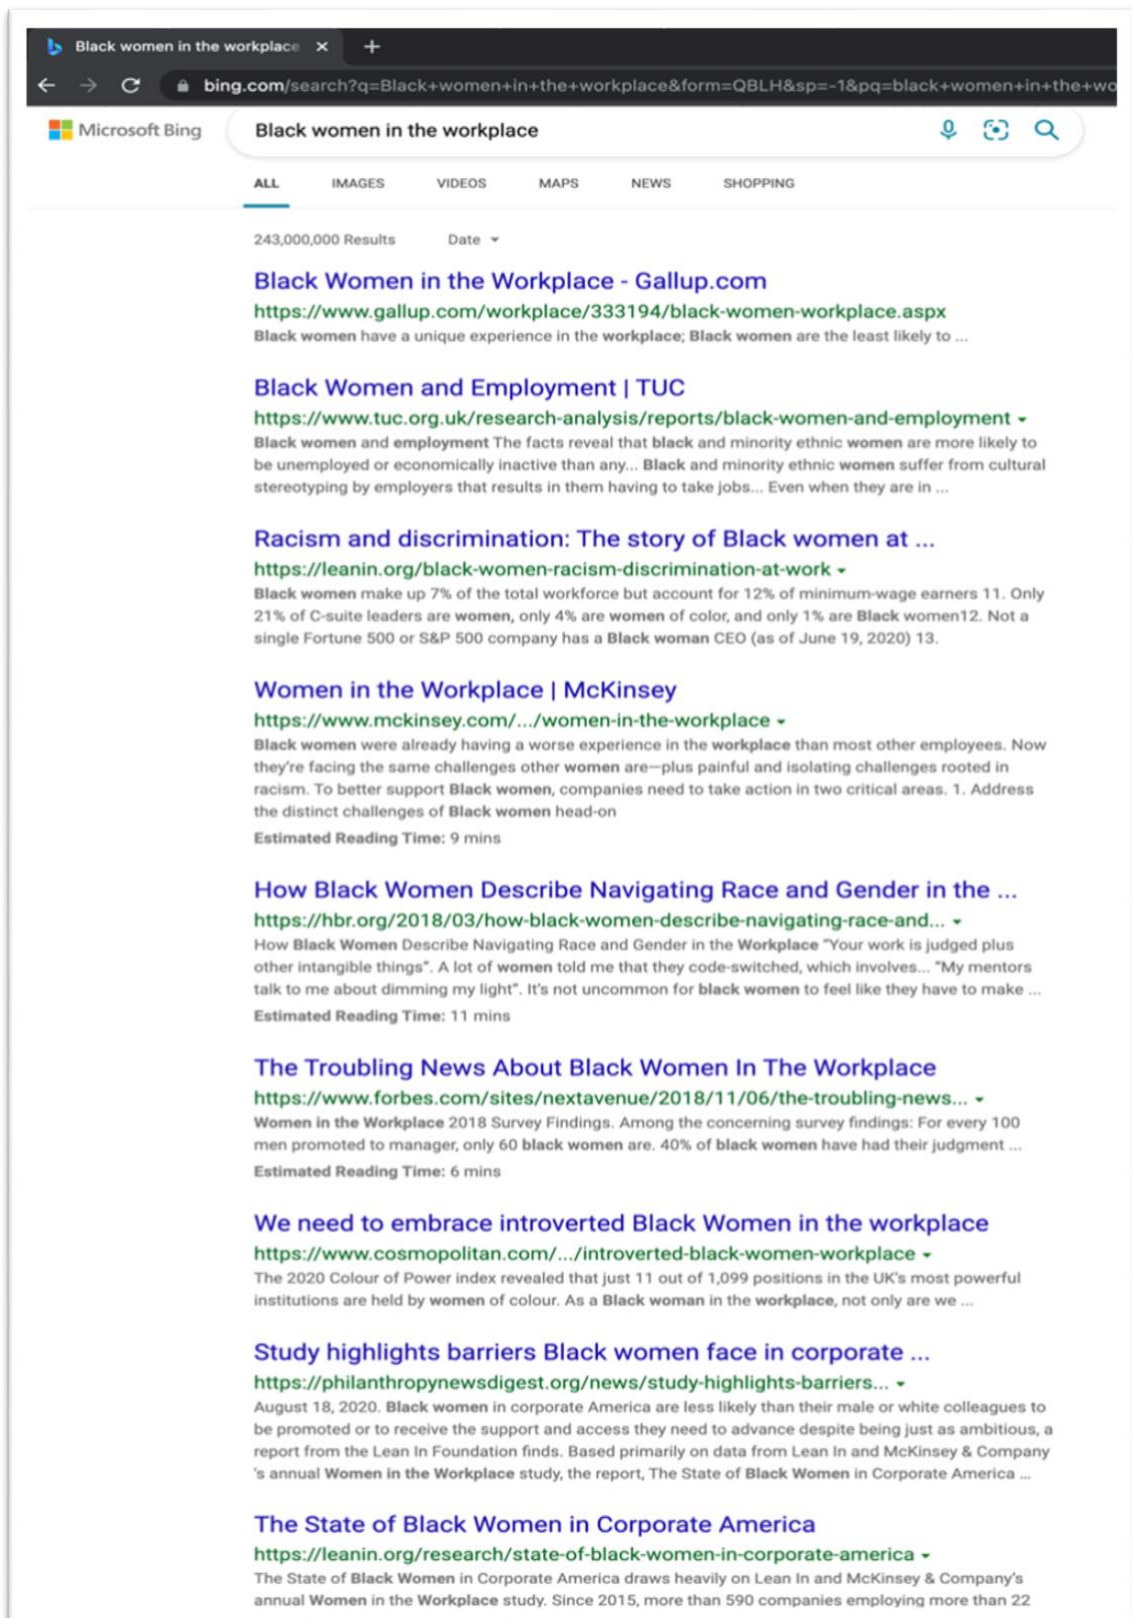 Black women in the workplace
bing.com/search?q=Black+women+in+the+workplace&form=QBLH&sp=-1&pq=black+women+in+the+wo
Microsoft Bing
Black women in the workplace
ALL IMAGES VIDEOS MAPS NEWS SHOPPING
243,000,000 Results Date
Black Women in the Workplace - Gallup.com
https://www.gallup.com/workplace/333194/black-women-workplace.aspx
Black women have a unique experience in the workplace; Black women are the least likely to ...
Black Women and Employment | TUC
https://www.tuc.org.uk/research-analysis/reports/black-women-and-employment
Black women and employment The facts reveal that black and minority ethnic women are more likely to
be unemployed or economically inactive than any... Black and minority ethnic women suffer from cultural
stereotyping by employers that results in them having to take jobs... Even when they are in ...
Racism and discrimination: The story of Black women at ...
https://leanin.org/black-women-racism-discrimination-at-work
Black women make up 7% of the total workforce but account for 12% of minimum-wage earners 11. Only
21% of C-suite leaders are women, only 4% are women of color, and only 1% are Black women12. Not a
single Fortune 500 or S&P 500 company has a Black woman CEO (as of June 19, 2020) 13.
Women in the Workplace | McKinsey
https://www.mckinsey.com/.../women-in-the-workplace
Black women were already having a worse experience in the workplace than most other employees. Now
they're facing the same challenges other women are—plus painful and isolating challenges rooted in
racism. To better support Black women, companies need to take action in two critical areas. 1. Address
the distinct challenges of Black women head-on
Estimated Reading Time: 9 mins
How Black Women Describe Navigating Race and Gender in the ...
https://hbr.org/2018/03/how-black-women-describe-navigating-race-and...
How Black Women Describe Navigating Race and Gender in the Workplace "Your work is judged plus
other intangible things". A lot of women told me that they code-switched, which involves... "My mentors
talk to me about dimming my light". It's not uncommon for black women to feel like they have to make ...
Estimated Reading Time: 11 mins
The Troubling News About Black Women In The Workplace
https://www.forbes.com/sites/nextavenue/2018/11/06/the-troubling-news...
Women in the Workplace 2018 Survey Findings. Among the concerning survey findings: For every 100
men promoted to manager, only 60 black women are. 40% of black women have had their judgment ...
Estimated Reading Time: 6 mins
We need to embrace introverted Black Women in the workplace
https://www.cosmopolitan.com/.../introverted-black-women-workplace
The 2020 Colour of Power index revealed that just 11 out of 1,099 positions in the UK's most powerful
institutions are held by women of colour. As a Black woman in the workplace, not only are we ...
Study highlights barriers Black women face in corporate ...
https://philanthropynewsdigest.org/news/study-highlights-barriers...
August 18, 2020. Black women in corporate America are less likely than their male or white colleagues to
be promoted or to receive the support and access they need to advance despite being just as ambitious, a
report from the Lean In Foundation finds. Based primarily on data from Lean In and McKinsey & Company
's annual Women in the Workplace study, the report, The State of Black Women in Corporate America ...
The State of Black Women in Corporate America
https://leanin.org/research/state-of-black-women-in-corporate-america
The State of Black Women in Corporate America draws heavily on Lean In and McKinsey & Company's
annual Women in the Workplace study. Since 2015, more than 590 companies employing more than 22